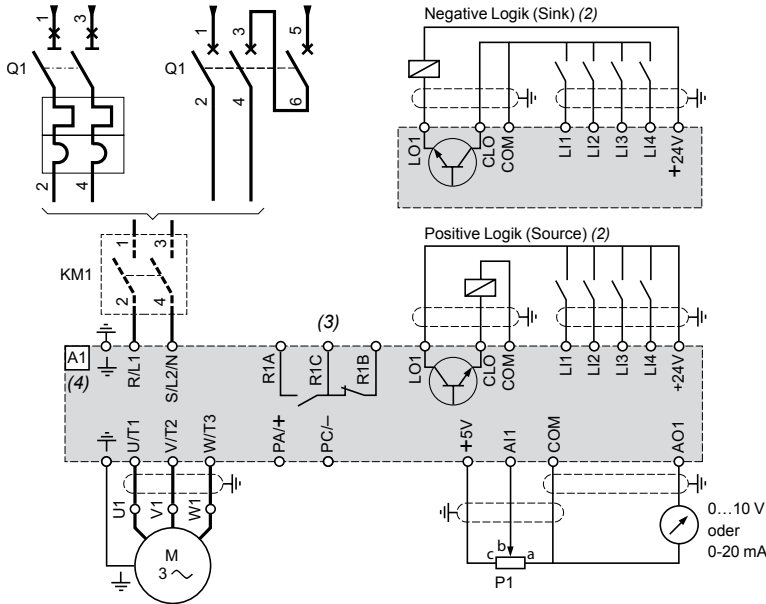 1 3
1 3 5
Q1
Q1
2 4 6
2 4
Negative Logik (Sink) (2)
LO1 CLO COM LI1 LI2 LI3 LI4 +24V
1 3
KM1
2 4
Positive Logik (Source) (2)
(3)
A1
(4)
R/L1 S/L2/N R1A R1C R1B LO1 CLO COM LI1 LI2 LI3 LI4 +24V
U/T1 V/T2 W/T3 PA/+ PC/– +5V AI1 COM AO1
U1 V1 W1
0…10 V
oder
0-20 mA
M
3
c b a
P1